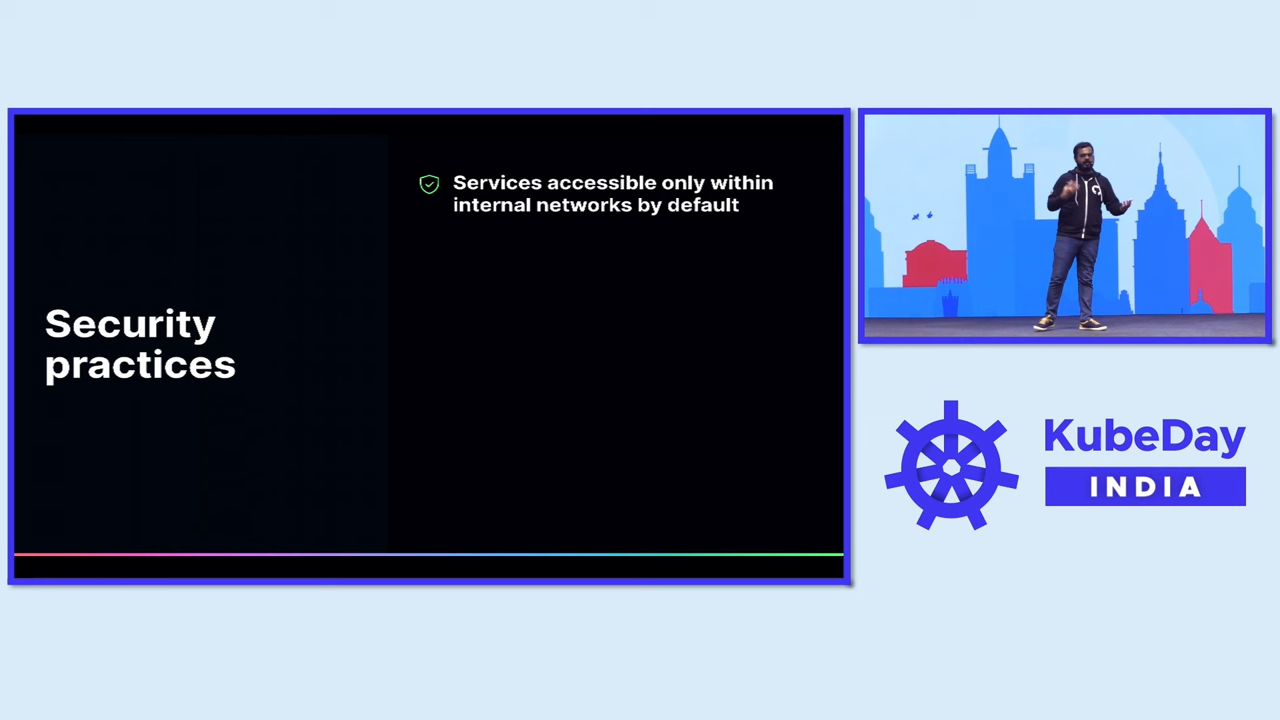 Security
practices
Services accessible only within
internal networks by default
KubeDay
INDIA